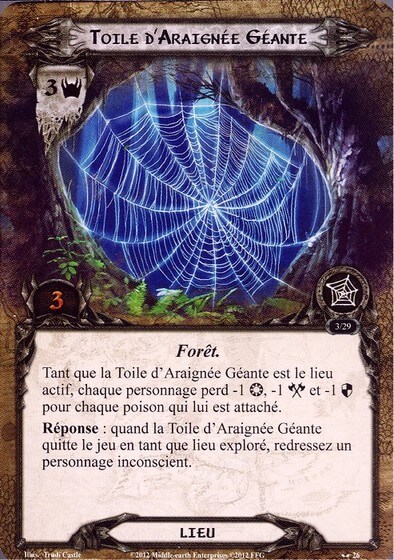 Toile d'Araignée Géante
3
3
3/29
Forêt.
Tant que la Toile d'Araignée Géante est le lieu
actif, chaque personnage perd -1, -1 et -1
pour chaque poison qui lui est attaché.
Réponse : quand la Toile d'Araignée Géante
quitte le jeu en tant que lieu exploré, redressez un
personnage inconscient.
LIEU
Illus. Trudi Castle ©2012 Middle-earth Enterprises ©2012 FFG 26